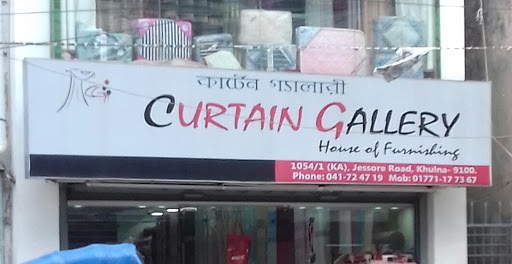 কার্টেন গ্যালারী
CURTAIN GALLERY
House of Furnishing
1054/1 (KA), Jessore Road, Khulna- 9100.
Phone: 041-72 47 19 Mob: 01771-17 73 67